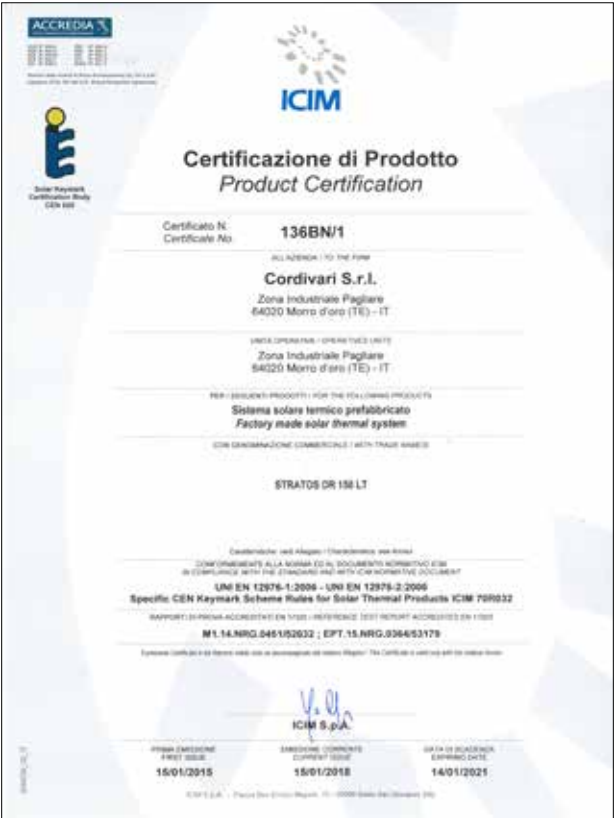 ACCREDIA
ICIM
Solar Keymark
Certification Body
Certificazione di Prodotto
Product Certification
Certificato N.
Certificate No.
136BN/1
ALL'AZIENDA / TO THE FIRM
Cordivari S.r.l.
Zona Industriale Pagliare
64020 Morro d'oro (TE) - IT
UNITÀ OPERATIVA / OPERATIVES UNITS
Zona Industriale Pagliare
64020 Morro d'oro (TE) - IT
PER I SEGUENTI PRODOTTI / FOR THE FOLLOWING PRODUCTS
Sistema solare termico prefabbricato
Factory made solar thermal system
CON DENOMINAZIONE COMMERCIALE / WITH TRADE NAME(S)
STRATOS DR 150 LT
Caratteristiche: vedi Allegato / Characteristics: see Annex
CONFORMEMENTE ALLA NORMA ED AL DOCUMENTO NORMATIVO ICIM
IN COMPLIANCE WITH THE STANDARD AND WITH ICIM NORMATIVE DOCUMENT
UNI EN 12976-1:2006 - UNI EN 12976-2:2006
Specific CEN Keymark Scheme Rules for Solar Thermal Products ICIM 70R032
M1.14.NRG.0451/52632 ; EPT.15.NRG.0364/53179
ICIM S.p.A.
PRIMA EMISSIONE
FIRST ISSUE
15/01/2015
EMISSIONE CORRENTE
CURRENT ISSUE
15/01/2018
DATA DI SCADENZA
EXPIRING DATE
14/01/2021